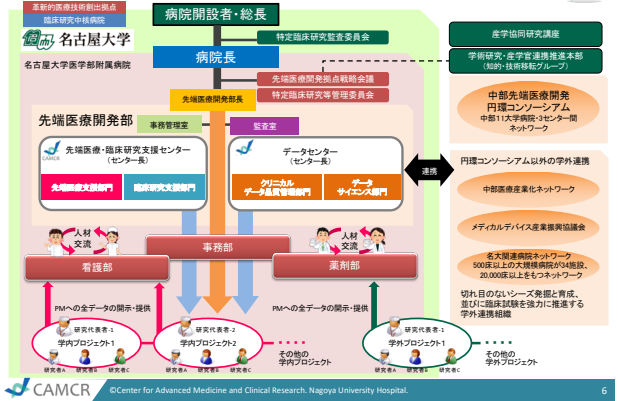 革新的医療技術創出拠点
臨床研究中核病院
名古屋大学
名古屋大学医学部附属病院
病院開設者・総長
特定臨床研究監査委員会
病院長
先端医療開発拠点戦略会議
特定臨床研究等管理委員会
先端医療開発部長
先端医療開発部
事務管理室
監査室
CAMCR
先端医療・臨床研究支援センター
(センター長)
先端医療支援部門
臨床研究支援部門
データセンター
(センター長)
クリニカル
データ品質管理部門
データ
サイエンス部門
連携
産学協同研究講座
学術研究・産学官連携推進本部
(知的・技術移転グループ)
中部先端医療開発
円環コンソーシアム
中部11大学病院・3センター間
ネットワーク
円環コンソーシアム以外の学外連携
中部医療産業化ネットワーク
メディカルデバイス産業振興協議会
名大関連病院ネットワーク
500床以上の大規模病院が34施設、
20,000床以上をもつネットワーク
切れ目のないシーズ発掘と育成、
並びに臨床試験を強力に推進する
学外連携組織
人材
交流
看護部
事務部
人材
交流
薬剤部
PMへの全データの開示・提供
PMへの全データの開示・提供
研究代表者-1
学内プロジェクト1
研究者A 研究者B 研究者C
研究代表者-2
学内プロジェクト2
研究者A 研究者B 研究者C
その他の
学内プロジェクト
研究代表者-1
学外プロジェクト1
研究者A 研究者B 研究者C
その他の
学外プロジェクト
CAMCR
©Center for Advanced Medicine and Clinical Research. Nagoya University Hospital.
6